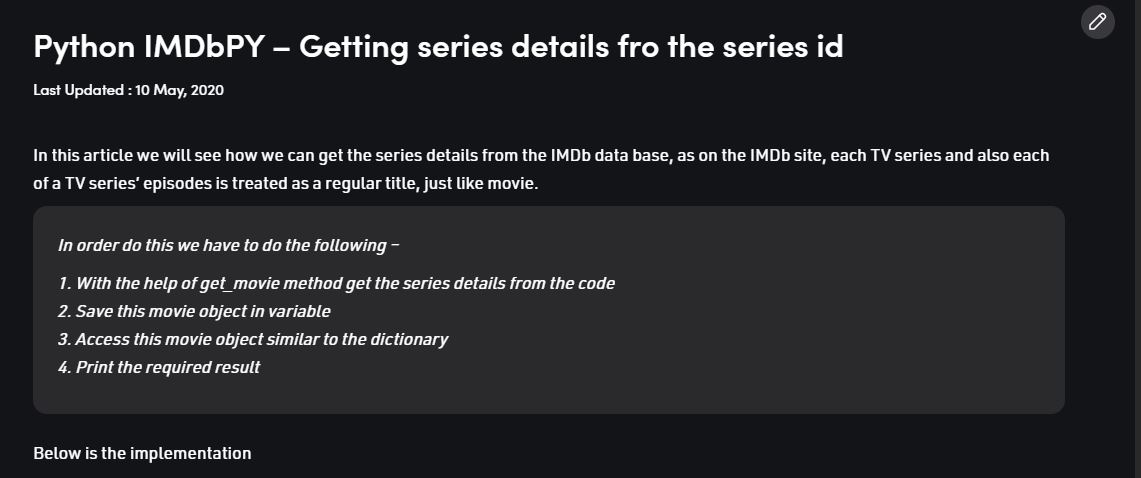 Python IMDbPY – Getting series details fro the series id
Last Updated : 10 May, 2020
In this article we will see how we can get the series details from the IMDb data base, as on the IMDb site, each TV series and also each
of a TV series’ episodes is treated as a regular title, just like movie.
In order do this we have to do the following –
1. With the help of get_movie method get the series details from the code
2. Save this movie object in variable
3. Access this movie object similar to the dictionary
4. Print the required result
Below is the implementation